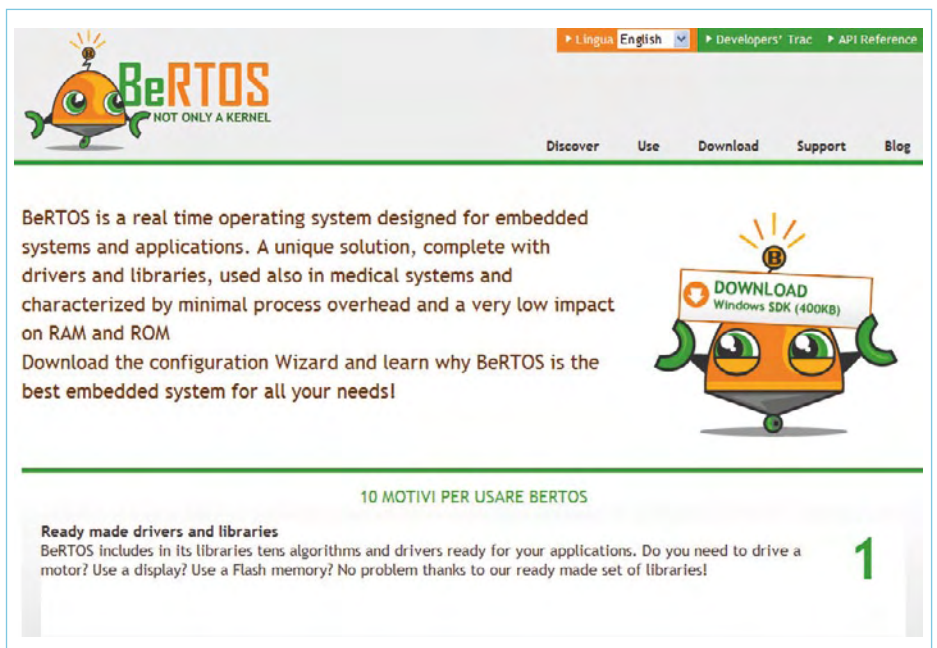 Lingua English Developers' Trac API Reference
BeRTOS
NOT ONLY A KERNEL
Discover Use Download Support Blog
BeRTOS is a real time operating system designed for embedded
systems and applications. A unique solution, complete with
drivers and libraries, used also in medical systems and
characterized by minimal process overhead and a very low impact
on RAM and ROM
Download the configuration Wizard and learn why BeRTOS is the
best embedded system for all your needs!
B
DOWNLOAD
Windows SDK (400KB)
10 MOTIVI PER USARE BERTOS
Ready made drivers and libraries
BeRTOS includes in its libraries tens algorithms and drivers ready for your applications. Do you need to drive a
motor? Use a display? Use a Flash memory? No problem thanks to our ready made set of libraries!
1